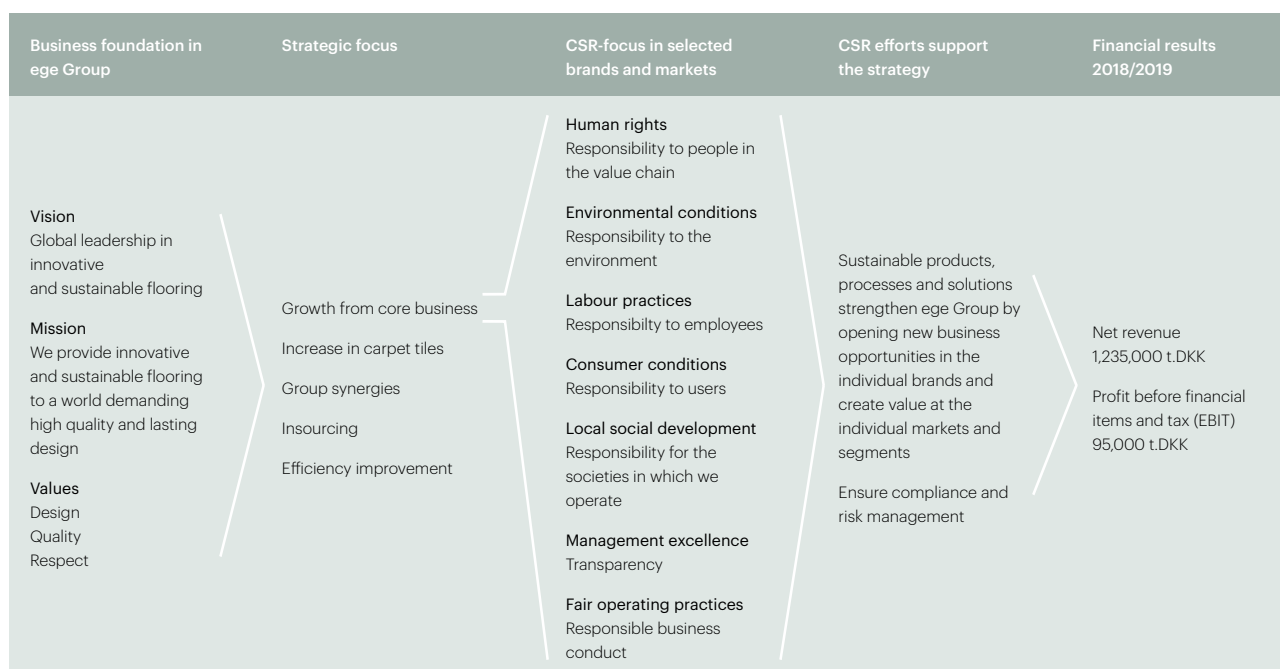 Business foundation in
ege Group
Strategic focus
CSR-focus in selected
brands and markets
CSR efforts support
the strategy
Financial results
2018/2019
Vision
Global leadership in
innovative
and sustainable flooring
Mission
We provide innovative
and sustainable flooring
to a world demanding
high quality and lasting
design
Values
Design
Quality
Respect
Growth from core business
Increase in carpet tiles
Group synergies
Insourcing
Efficiency improvement
Human rights
Responsibility to people in
the value chain
Environmental conditions
Responsibility to the
environment
Labour practices
Responsibilty to employees
Consumer conditions
Responsibility to users
Local social development
Responsibility for the
societies in which we
operate
Management excellence
Transparency
Fair operating practices
Responsible business
conduct
Sustainable products,
processes and solutions
strengthen ege Group by
opening new business
opportunities in the
individual brands and
create value at the
individual markets and
segments
Ensure compliance and
risk management
Net revenue
1,235,000 t.DKK
Profit before financial
items and tax (EBIT)
95,000 t.DKK